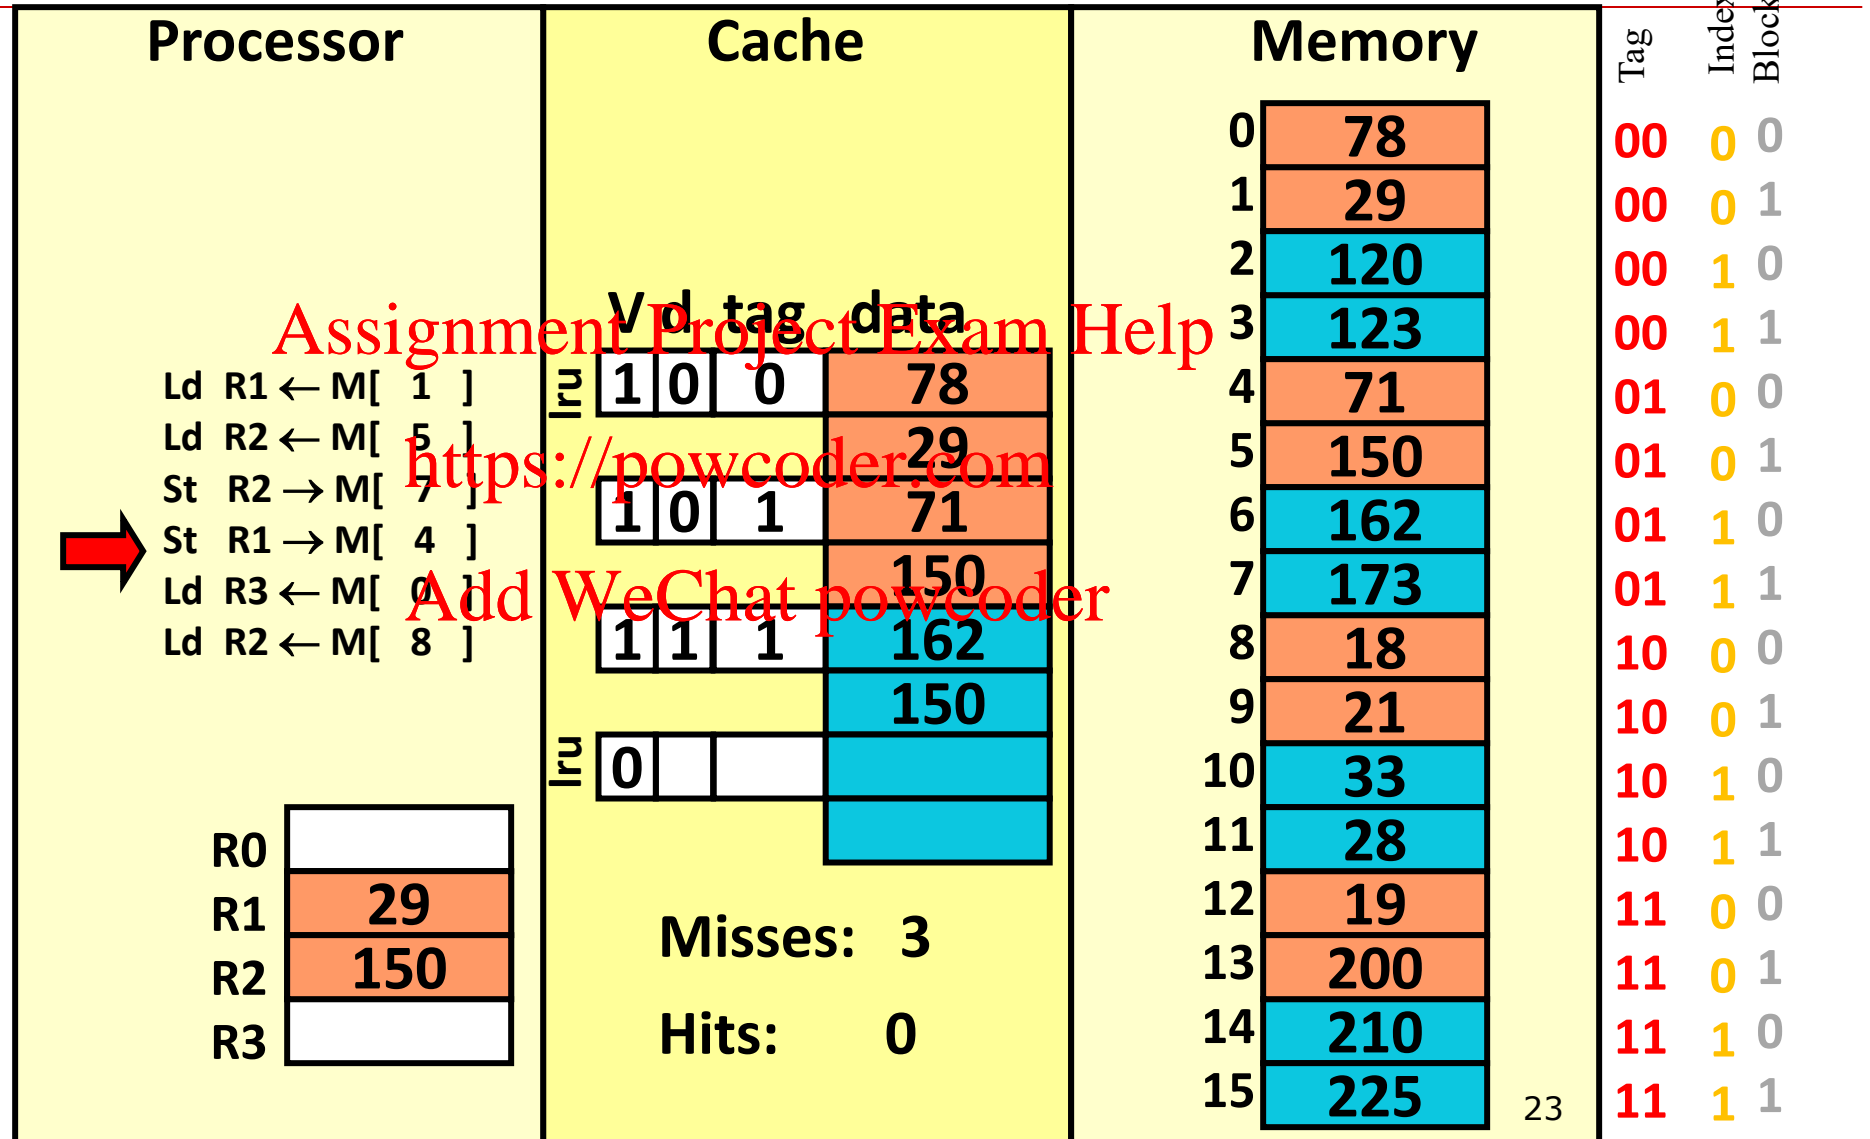 Processor Cache Memory Tag Index Block
0 78 00 0 0
1 29 00 0 1
2 120 00 1 0
V d tag data
Assignment Project Exam Help
3 123 00 1 1
Ld R1 ← M[ 1 ] lru 1 0 0 78 4 71 01 0 0
Ld R2 ← M[ 5 ] 29 5 150 01 0 1
https://powcoder.com
St R2 → M[ 7 ] 1 0 1 71 6 162 01 1 0
St R1 → M[ 4 ]
Ld R3 ← M[ 0 ] 150 7 173 01 1 1
Add WeChat powcoder
Ld R2 ← M[ 8 ] 1 1 1 162 8 18 10 0 0
150 9 21 10 0 1
lru 0 10 33 10 1 0
R0 11 28 10 1 1
R1 29 12 19 11 0 0
Misses: 3
R2 150 13 200 11 0 1
Hits: 0
R3 14 210 11 1 0
15 225 11 1 1
23